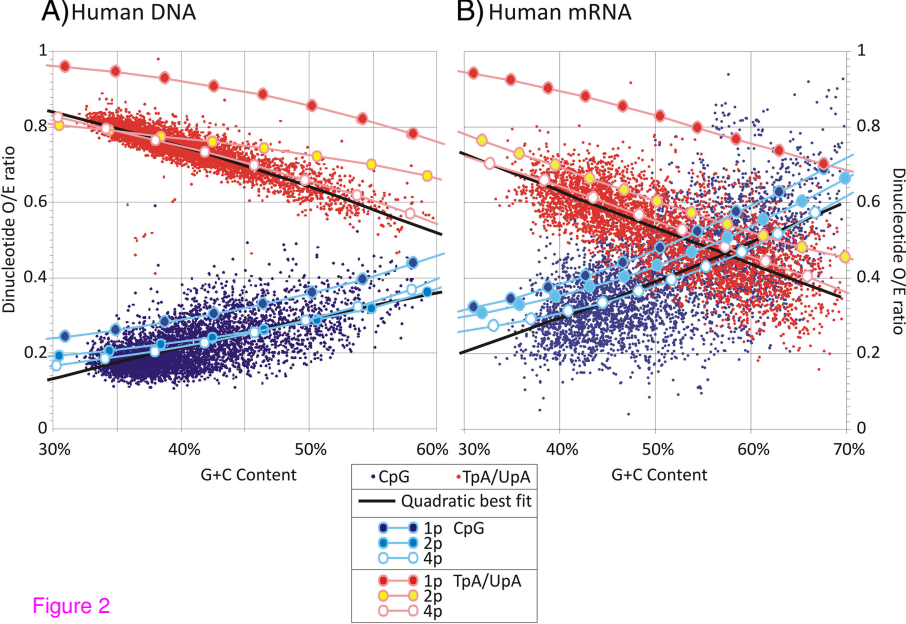 A) Human DNA
B) Human mRNA
Dinucleotide O/E ratio
1
0.8
0.6
0.4
0.2
0
30% 40% 50% 60%
G+C Content
1
0.8
0.6
0.4
0.2
0
30% 40% 50% 60% 70%
G+C Content
Dinucleotide O/E ratio
CpG TpA/UpA
Quadratic best fit
1p CpG
2p
4p
1p TpA/UpA
2p
4p
Figure 2